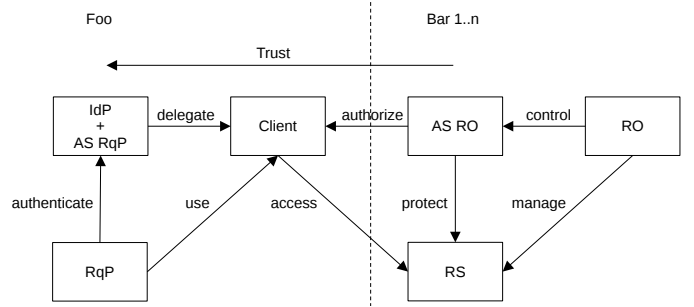 Foo
Bar 1..n
Trust
IdP
+
AS RqP
delegate
Client
authorize
AS RO
control
RO
authenticate
use
access
protect
manage
RqP
RS